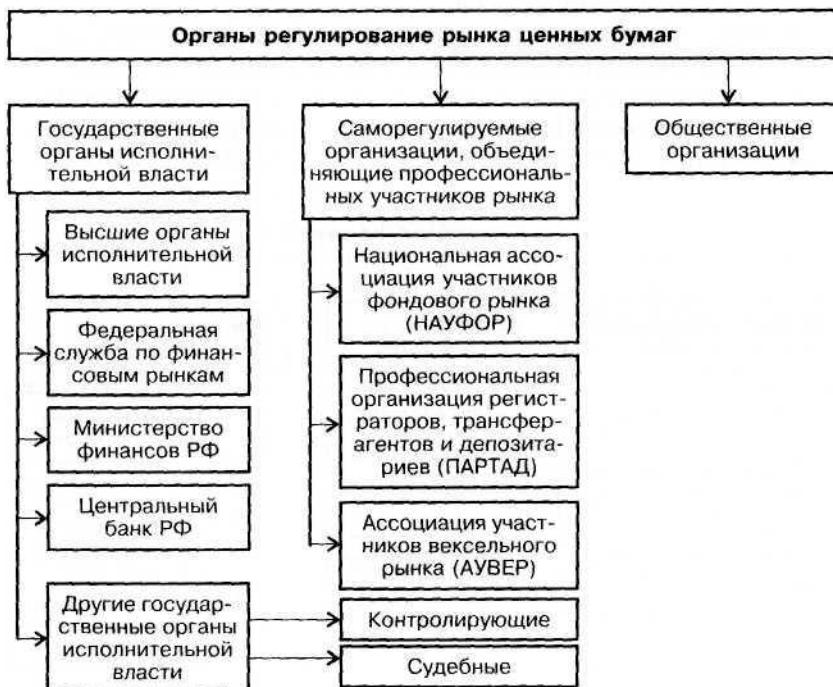 Органы регулирование рынка ценных бумаг
Государственные
органы исполни-
тельной власти
Саморегулируемые
организации, объеди-
няющие профессиональ-
ных участников рынка
Общественные
организации
Высшие органы
исполнительной
власти
Федеральная
служба по финан-
совым рынкам
Министерство
финансов РФ
Центральный
банк РФ
Другие государ-
ственные органы
исполнительной
власти
Национальная ассо-
циация участников
фондового рынка
(НАУФОР)
Профессиональная
организация регист-
раторов, трансфер-
агентов и депозита-
риев (ПАРТАД)
Ассоциация участ-
ников вексельного
рынка (АУВЕР)
Контролирующие
Судебные